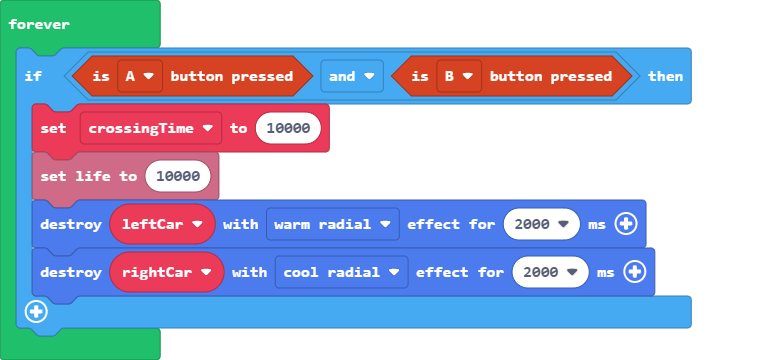 forever
if is A button pressed and is B button pressed then
set crossingTime to 10000
set life to 10000
destroy leftCar with warm radial effect for 2000 ms
destroy rightCar with cool radial effect for 2000 ms